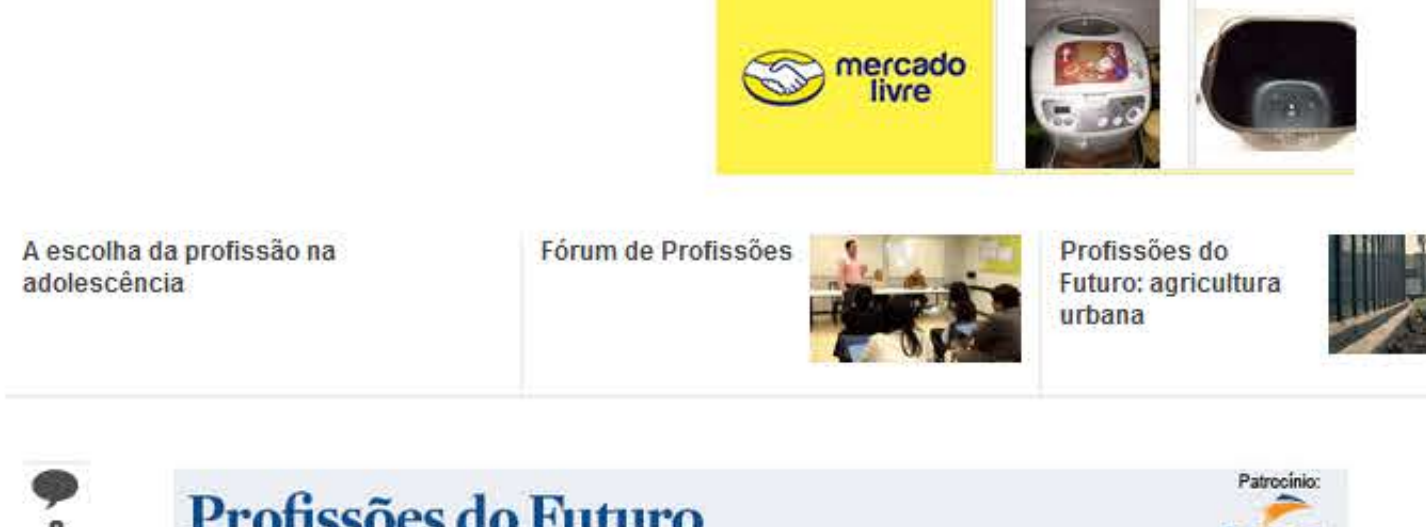 mercado
livre
A escolha da profissão na
adolescência
Fórum de Profissões
Profissões do
Futuro: agricultura
urbana
Patrocínio:
Profissões do Futuro